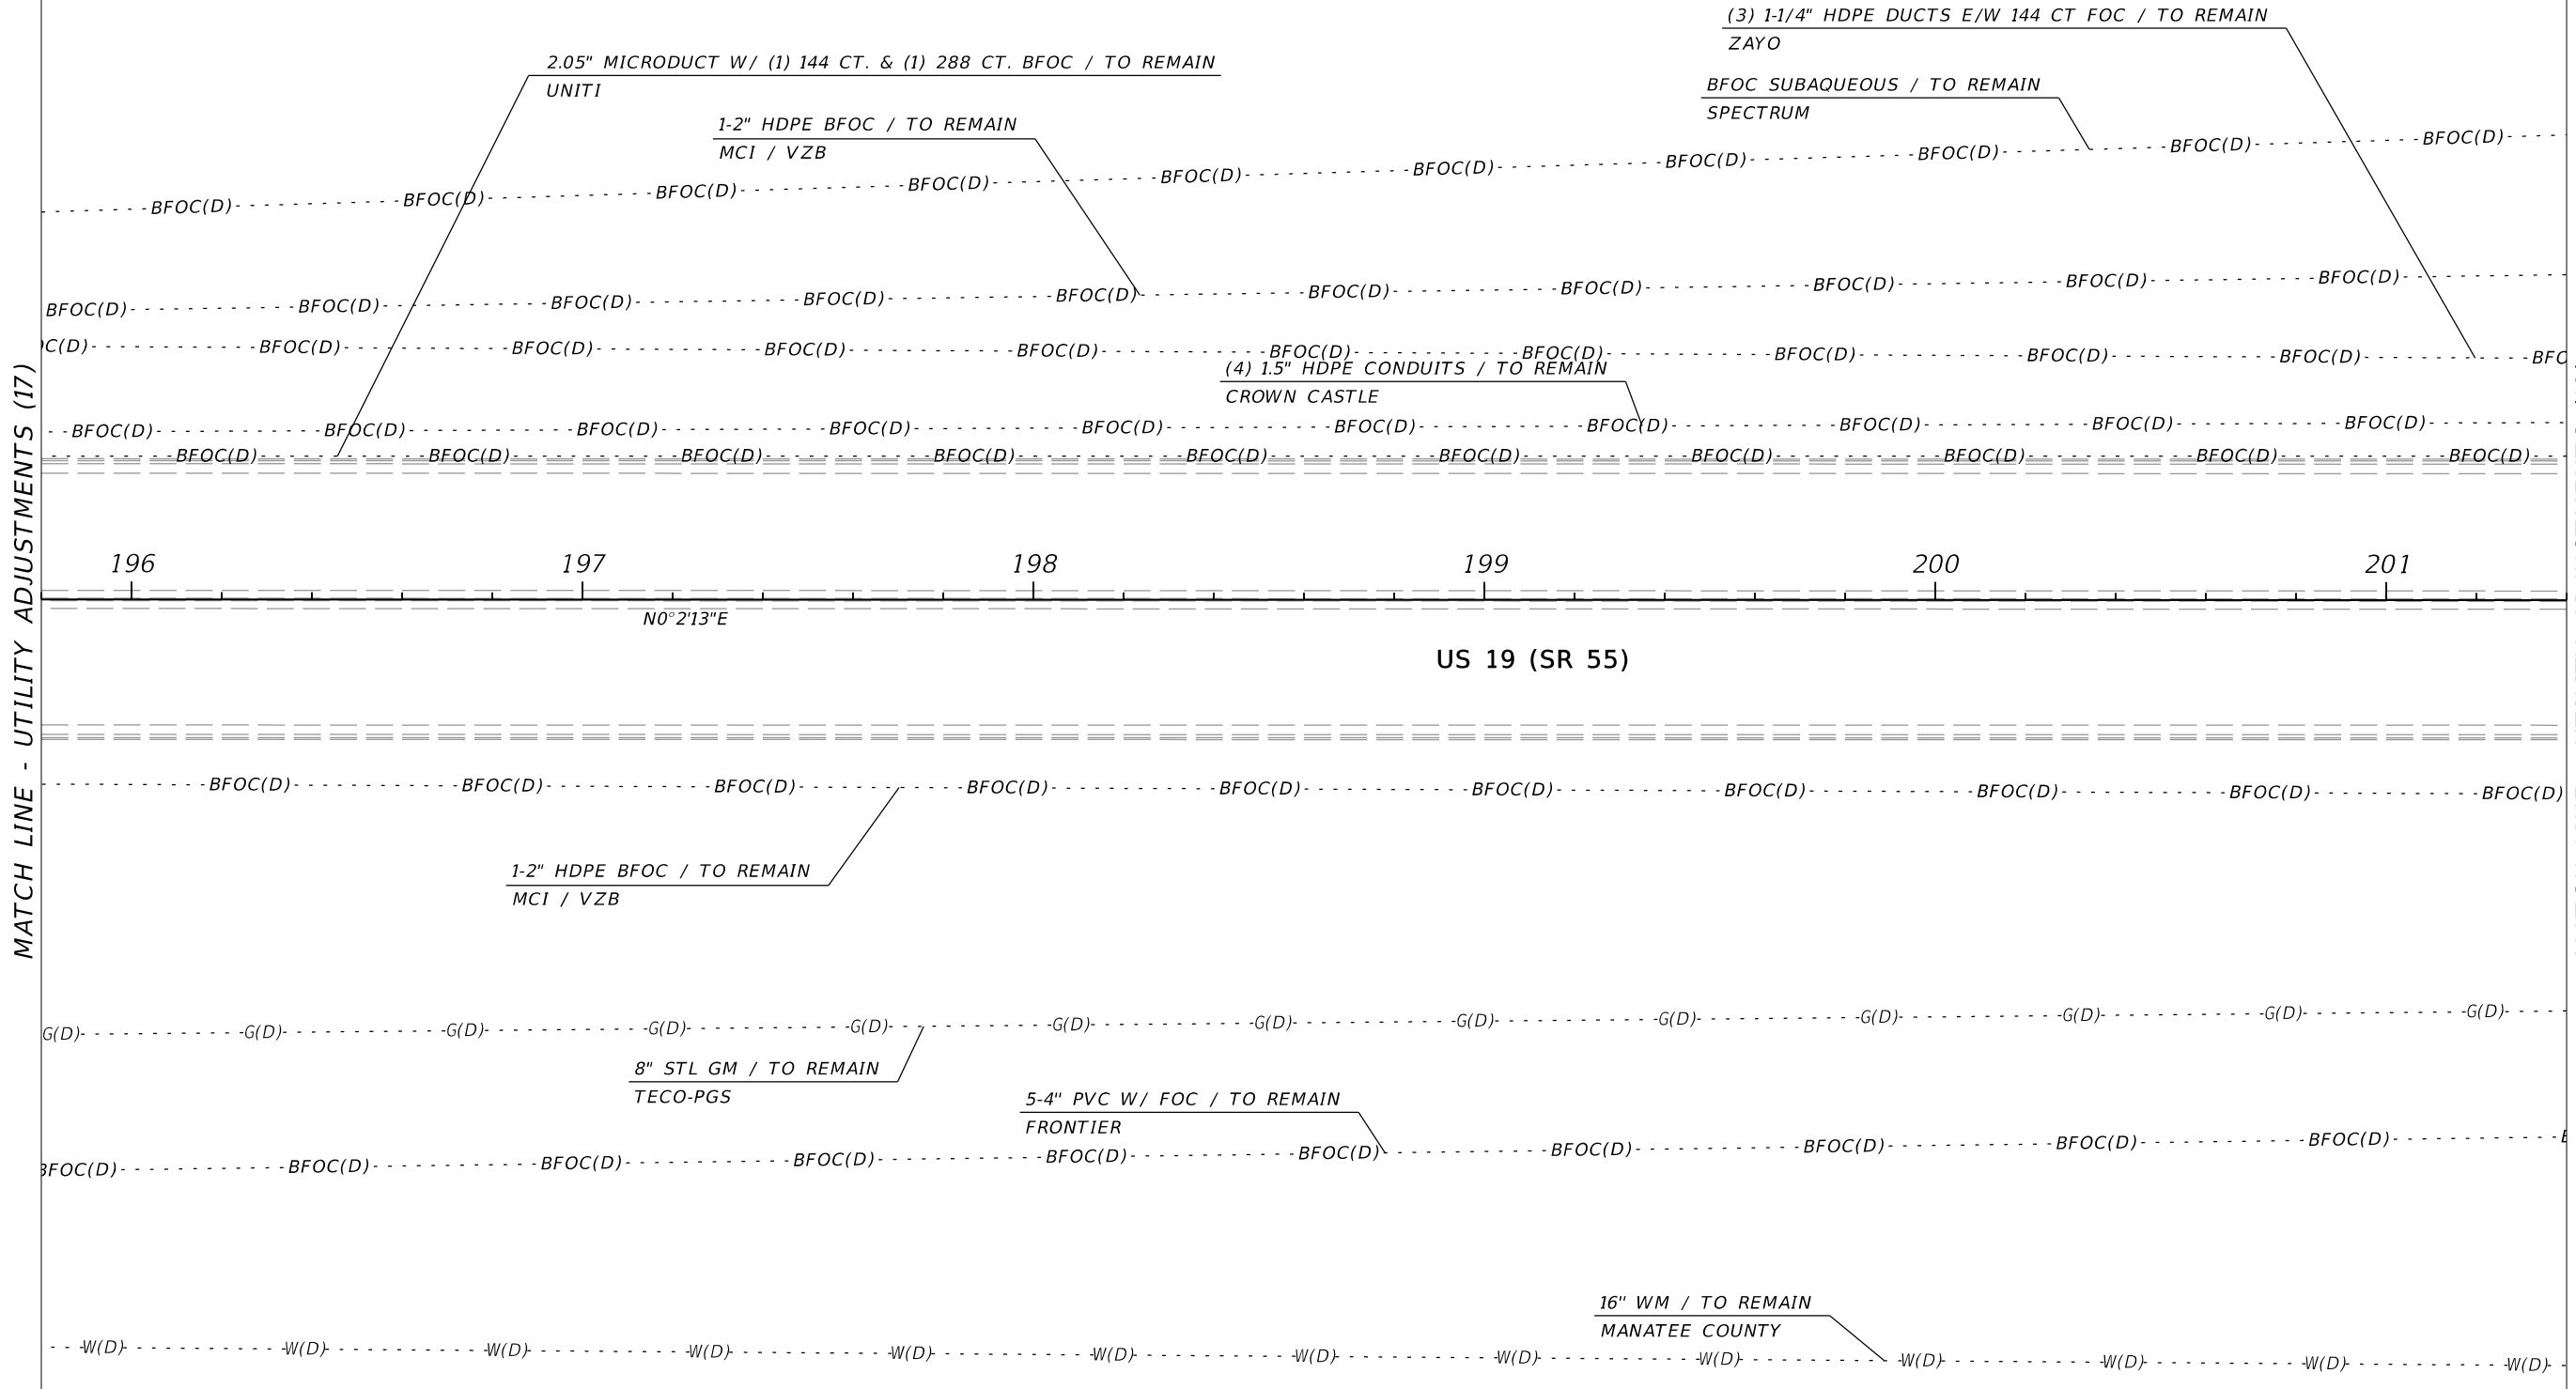 (3) 1-1/4" HDPE DUCTS E/W 144 CT FOC / TO REMAIN
ZAYO
2.05" MICRODUCT W/ (1) 144 CT. & (1) 288 CT. BFOC / TO REMAIN
UNITI
BFOC SUBAQUEOUS / TO REMAIN
SPECTRUM
1-2" HDPE BFOC / TO REMAIN
MCI / VZB
BFOC(D) BFOC(D) BFOC(D) BFOC(D) BFOC(D) BFOC(D) BFOC(D) BFOC(D) BFOC(D) BFOC(D)
BFOC(D) BFOC(D) BFOC(D) BFOC(D) BFOC(D) BFOC(D) BFOC(D) BFOC(D) BFOC(D) BFOC(D)
C(D) BFOC(D) BFOC(D) BFOC(D) BFOC(D) BFOC(D) BFOC(D) BFOC(D) BFOC(D) BFOC(D) BFO
(4) 1.5" HDPE CONDUITS / TO REMAIN
CROWN CASTLE
BFOC(D) BFOC(D) BFOC(D) BFOC(D) BFOC(D) BFOC(D) BFOC(D) BFOC(D) BFOC(D) BFOC(D)
BFOC(D) BFOC(D) BFOC(D) BFOC(D) BFOC(D) BFOC(D) BFOC(D) BFOC(D) BFOC(D) BFOC(D)
MATCH LINE - UTILITY ADJUSTMENTS (17)
196 197 198 199 200 201
N0°2'13"E
US 19 (SR 55)
BFOC(D) BFOC(D) BFOC(D) BFOC(D) BFOC(D) BFOC(D) BFOC(D) BFOC(D) BFOC(D) BFOC(D)
1-2" HDPE BFOC / TO REMAIN
MCI / VZB
G(D) G(D) G(D) G(D) G(D) G(D) G(D) G(D) G(D) G(D) G(D) G(D) G(D)
8" STL GM / TO REMAIN
TECO-PGS
5-4" PVC W/ FOC / TO REMAIN
FRONTIER
BFOC(D) BFOC(D) BFOC(D) BFOC(D) BFOC(D) BFOC(D) BFOC(D) BFOC(D) BFOC(D) BFOC(D)
16" WM / TO REMAIN
MANATEE COUNTY
W(D) W(D) W(D) W(D) W(D) W(D) W(D) W(D) W(D) W(D) W(D) W(D) W(D)